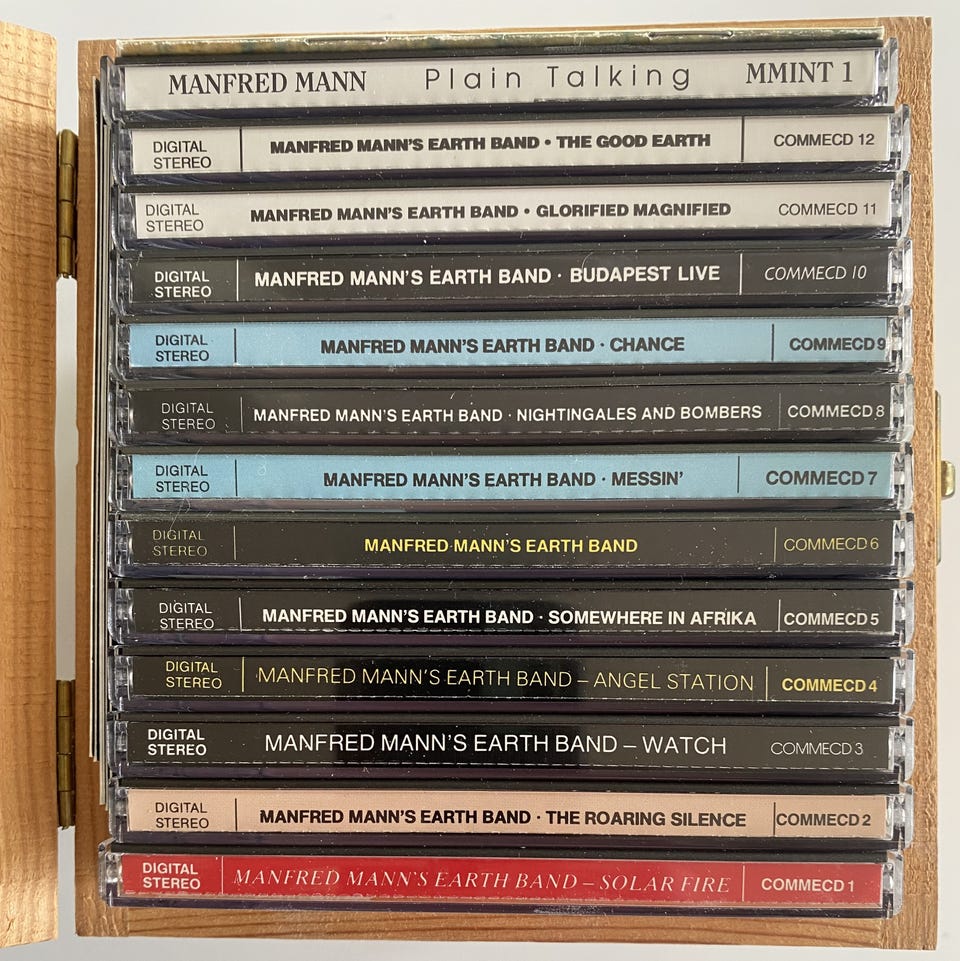 MANFRED MANN Plain Talking MMINT 1
DIGITAL STEREO MANFRED MANN'S EARTH BAND • THE GOOD EARTH COMMECD 12
DIGITAL STEREO MANFRED MANN'S EARTH BAND • GLORIFIED MAGNIFIED COMMECD 11
DIGITAL STEREO MANFRED MANN'S EARTH BAND · BUDAPEST LIVE COMMECD 10
DIGITAL STEREO MANFRED MANN'S EARTH BAND · CHANCE COMMECD 9
DIGITAL STEREO MANFRED MANN'S EARTH BAND · NIGHTINGALES AND BOMBERS COMMECD 8
DIGITAL STEREO MANFRED MANN'S EARTH BAND · MESSIN' COMMECD 7
DIGITAL STEREO MANFRED MANN'S EARTH BAND COMMECD 6
DIGITAL STEREO MANFRED MANN'S EARTH BAND · SOMEWHERE IN AFRIKA COMMECD 5
DIGITAL STEREO MANFRED MANN'S EARTH BAND – ANGEL STATION COMMECD 4
DIGITAL STEREO MANFRED MANN'S EARTH BAND – WATCH COMMECD 3
DIGITAL STEREO MANFRED MANN'S EARTH BAND · THE ROARING SILENCE COMMECD 2
DIGITAL STEREO MANFRED MANN'S EARTH BAND – SOLAR FIRE COMMECD 1